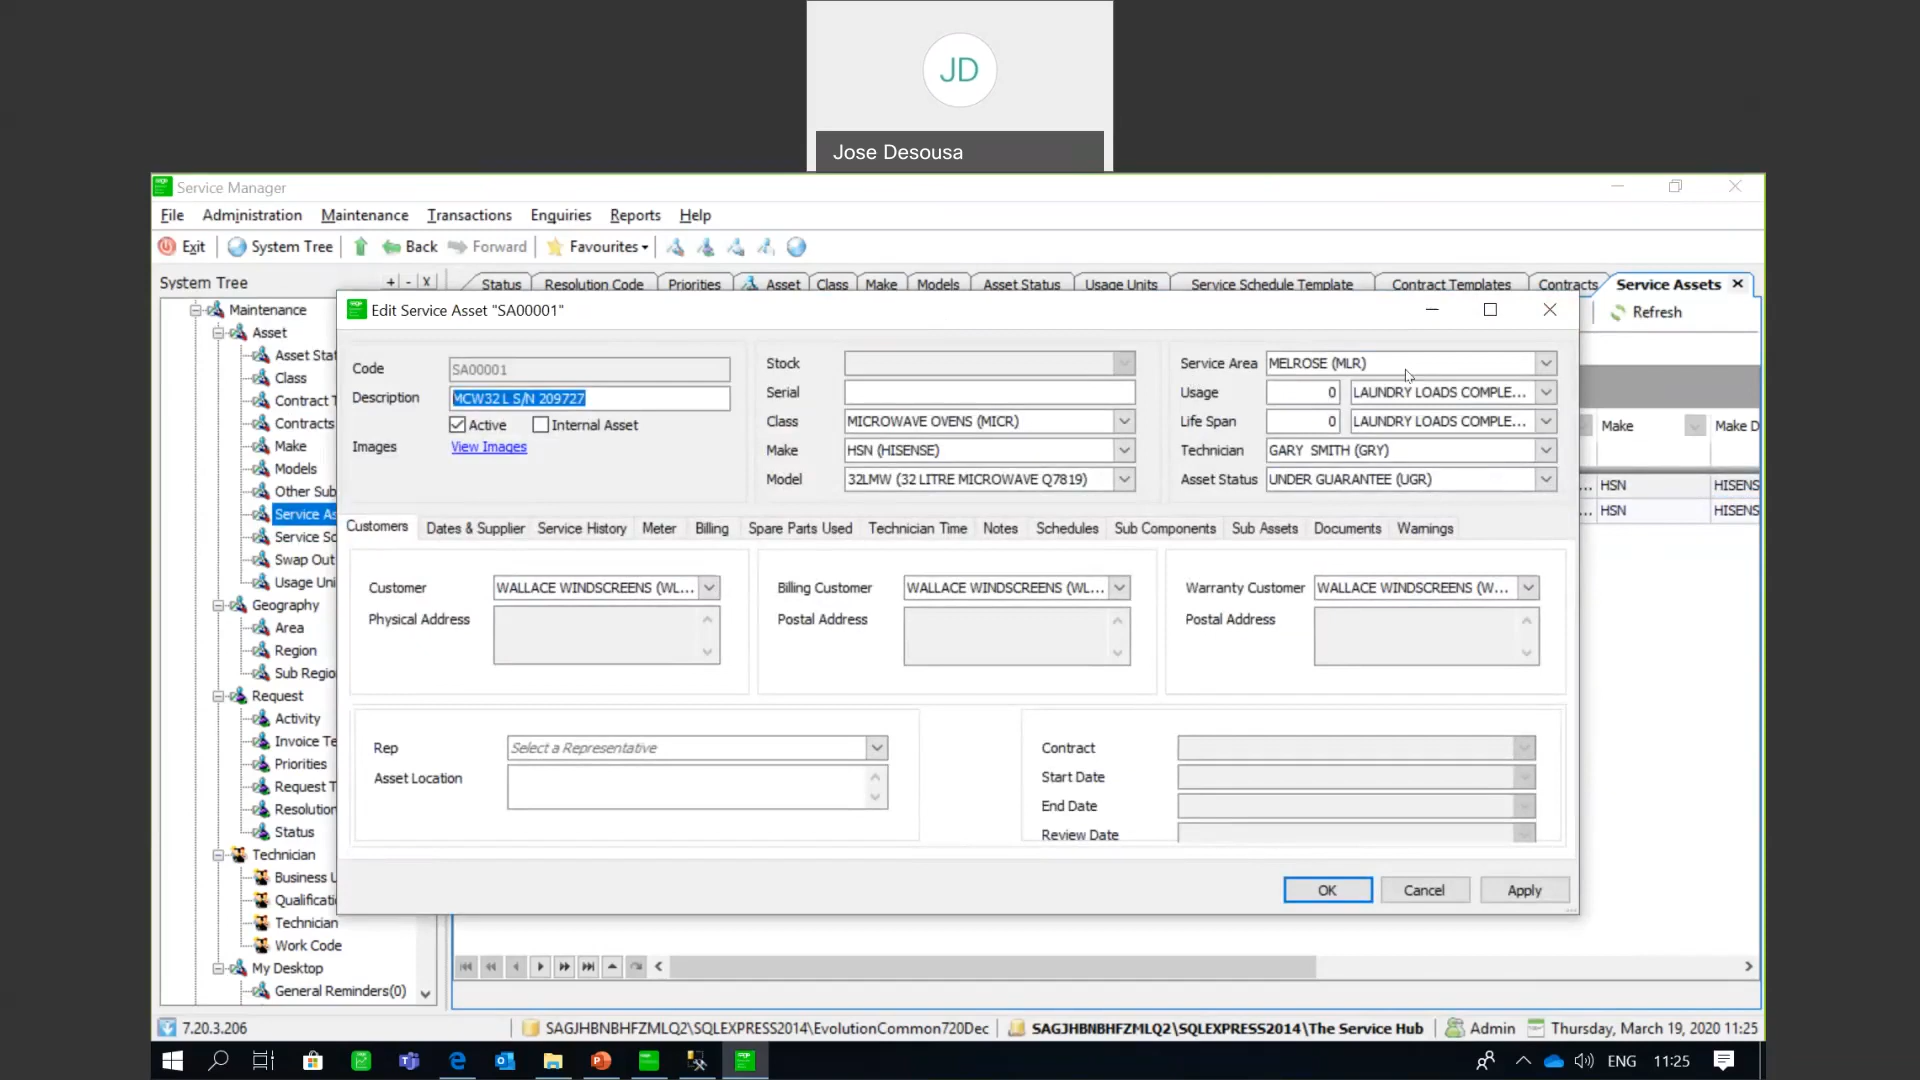 JD
Jose Desousa
Service Manager
File Administration Maintenance Transactions Enquiries Reports Help
Exit System Tree Back Forward Favourites
System Tree + - X
Status Resolution Code Priorities Asset Class Make Models Asset Status Usage Units Service Schedule Template Contract Templates Contracts Service Assets
Refresh
Maintenance
Asset
Asset Stat
Class
Contract T
Contracts
Make
Models
Other Sub
Service As
Service Sc
Swap Out
Usage Uni
Geography
Area
Region
Sub Regio
Request
Activity
Invoice Te
Priorities
Request T
Resolution
Status
Technician
Business U
Qualificati
Technician
Work Code
My Desktop
General Reminders(0)
Edit Service Asset "SA00001"
Code SA00001
Description MCW32 L S/N 209727
Active Internal Asset
Images View Images
Stock
Serial
Class MICROWAVE OVENS (MICR)
Make HSN (HISENSE)
Model 32LMW (32 LITRE MICROWAVE Q7819)
Service Area MELROSE (MLR)
Usage 0 LAUNDRY LOADS COMPLE...
Life Span 0 LAUNDRY LOADS COMPLE...
Technician GARY SMITH (GRY)
Asset Status UNDER GUARANTEE (UGR)
Customers Dates & Supplier Service History Meter Billing Spare Parts Used Technician Time Notes Schedules Sub Components Sub Assets Documents Warnings
Customer WALLACE WINDSCREENS (WL...
Physical Address
Billing Customer WALLACE WINDSCREENS (WL...
Postal Address
Warranty Customer WALLACE WINDSCREENS (W...
Postal Address
Rep Select a Representative
Asset Location
Contract
Start Date
End Date
Review Date
OK Cancel Apply
Make Make D
... HSN HISENS
... HSN HISENS
7.20.3.206 SAGJHBNBHFZMLQ2\SQLEXPRESS2014\EvolutionCommon720Dec SAGJHBNBHFZMLQ2\SQLEXPRESS2014\The Service Hub Admin Thursday, March 19, 2020 11:25
ENG 11:25